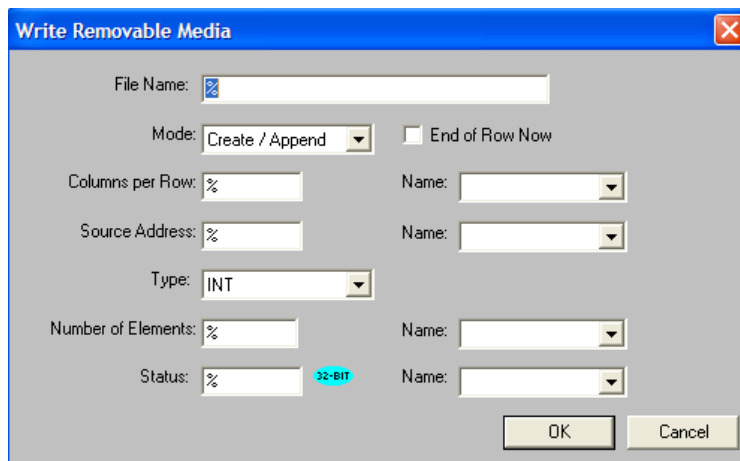 Write Removable Media
File Name: %
Mode: Create / Append End of Row Now
Columns per Row: % Name:
Source Address: % Name:
Type: INT
Number of Elements: % Name:
Status: % 32-BIT Name:
OK Cancel